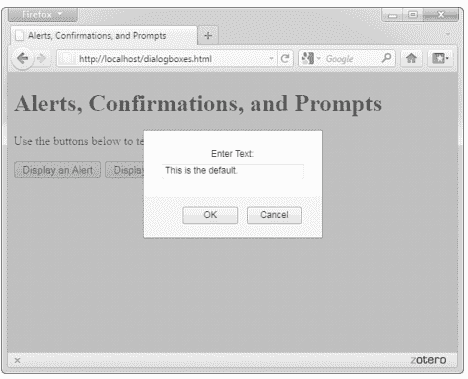 Firefox
Alerts, Confirmations, and Prompts
http://localhost/dialogboxes.html
Google
Alerts, Confirmations, and Prompts
Use the buttons below to te
Enter Text:
This is the default.
Display an Alert
Display
OK
Cancel
zotero